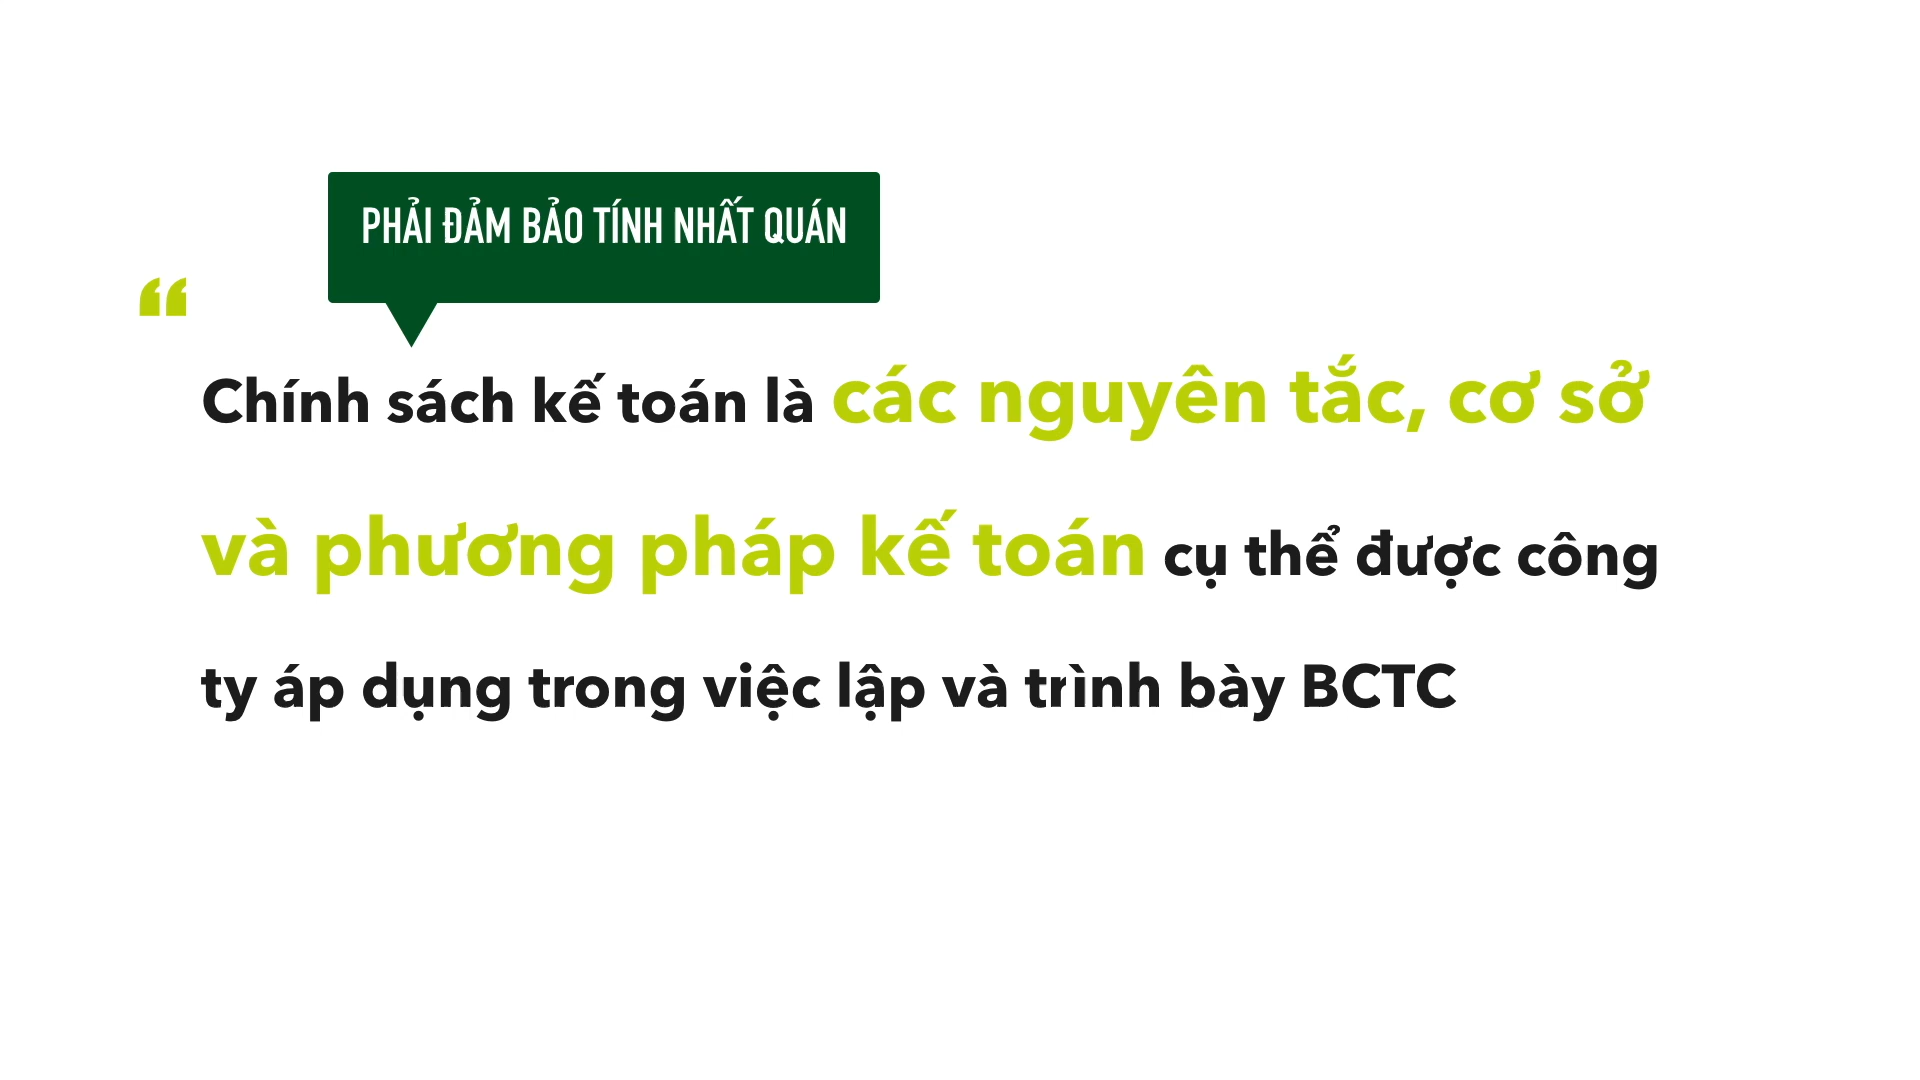 PHẢI ĐẢM BẢO TÍNH NHẤT QUÁN
“
Chính sách kế toán là các nguyên tắc, cơ sở
và phương pháp kế toán cụ thể được công
ty áp dụng trong việc lập và trình bày BCTC